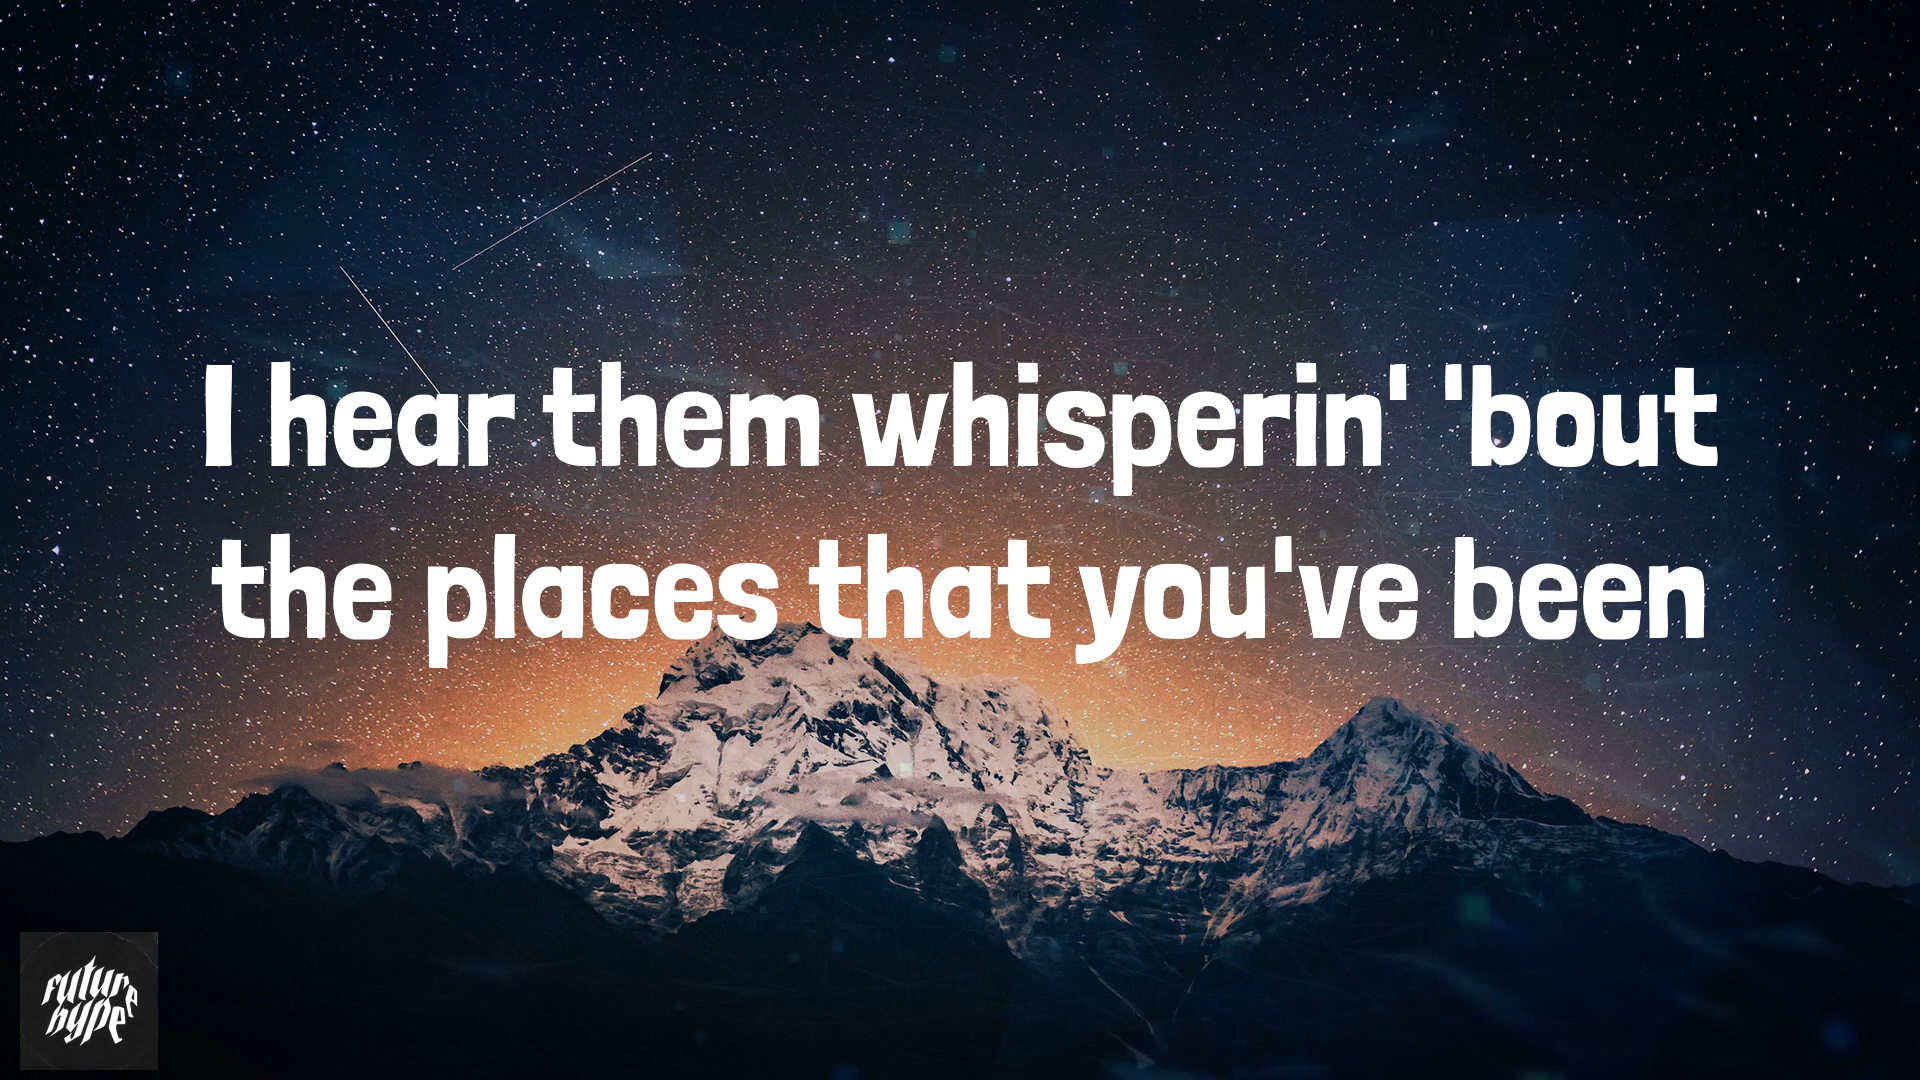 I hear them whisperin' 'bout
the places that you've been
future
hype